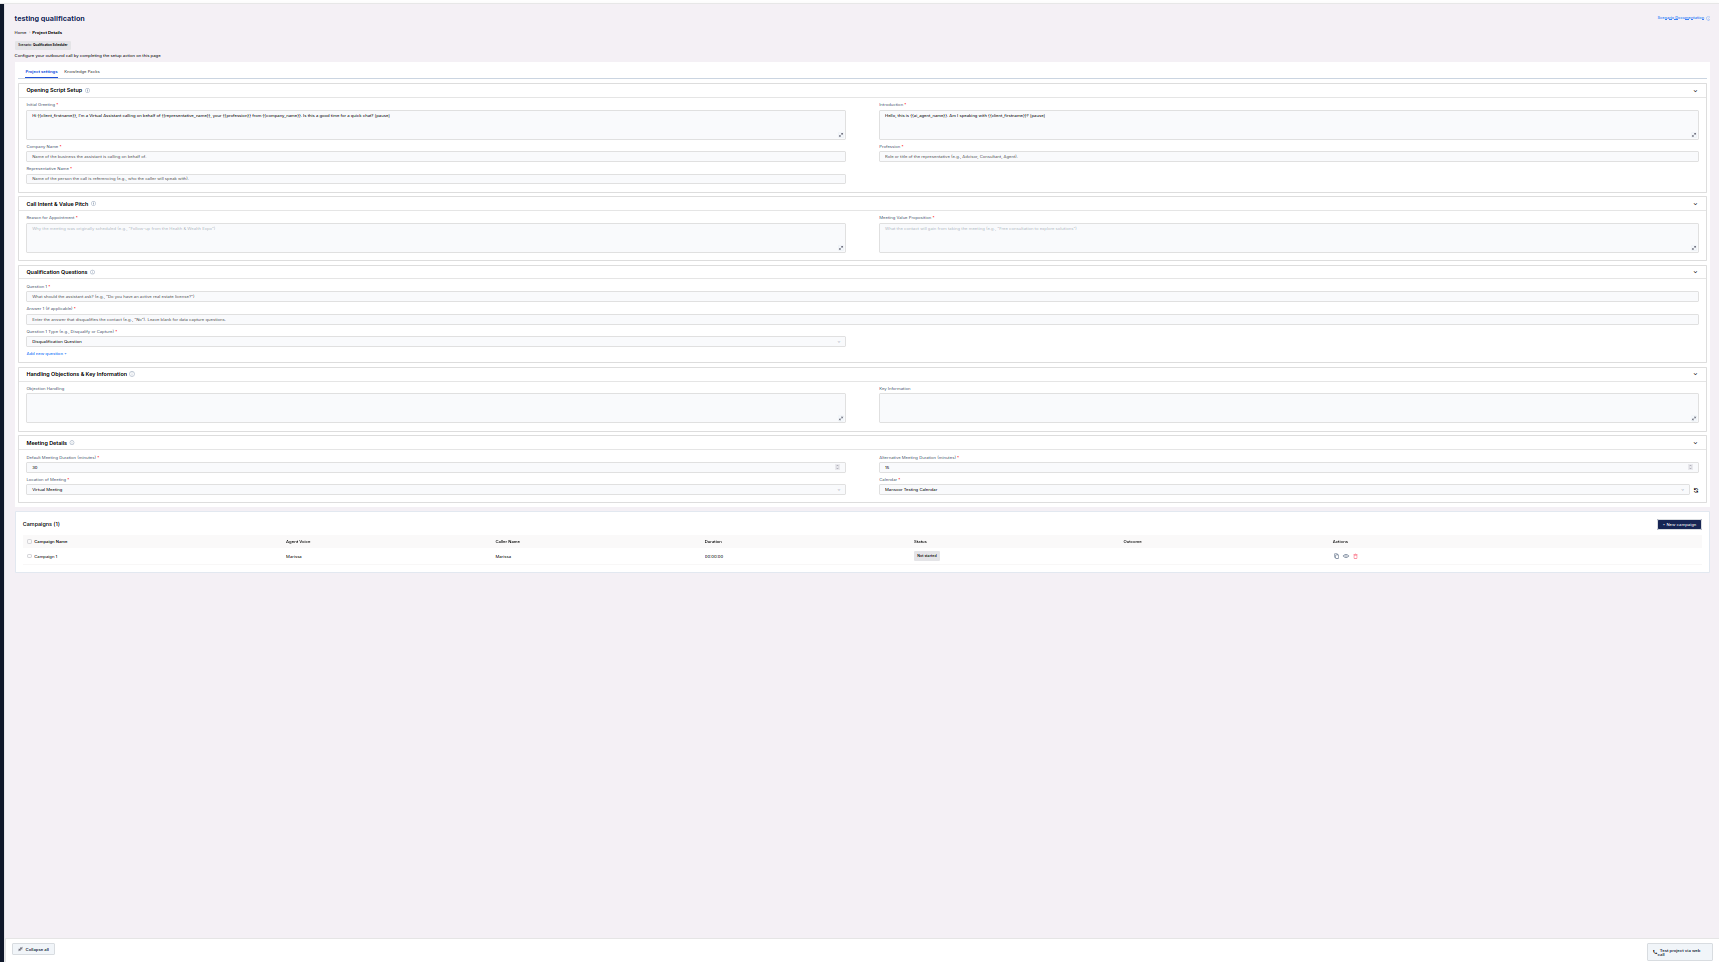 testing qualification
Scenario Documentation
Home Project Details
Scenario: Qualification Scheduler
Configure your outbound call by completing the setup action on this page
Project settings Knowledge Packs
Opening Script Setup
Initial Greeting *
Introduction *
Hi {{client_firstname}}, I'm a Virtual Assistant calling on behalf of {{representative_name}}, your {{profession}} from {{company_name}}. Is this a good time for a quick chat? (pause)
Hello, this is {{ai_agent_name}}. Am I speaking with {{client_firstname}}? (pause)
Company Name *
Profession *
Name of the business the assistant is calling on behalf of.
Role or title of the representative (e.g., Advisor, Consultant, Agent).
Representative Name *
Name of the person the call is referencing (e.g., who the caller will speak with).
Call Intent & Value Pitch
Reason for Appointment *
Meeting Value Proposition *
Why the meeting was originally scheduled (e.g., "Follow-up from the Health & Wealth Expo").
What the contact will gain from taking the meeting (e.g., "Free consultation to explore solutions").
Qualification Questions
Question 1 *
What should the assistant ask? (e.g., "Do you have an active real estate license?")
Answer 1 (if applicable) *
Enter the answer that disqualifies the contact (e.g., "No"). Leave blank for data capture questions.
Question 1 Type (e.g., Disqualify or Capture) *
Disqualification Question
Add new question +
Handling Objections & Key Information
Objection Handling
Key Information
Meeting Details
Default Meeting Duration (minutes) *
Alternative Meeting Duration (minutes) *
30
15
Location of Meeting *
Calendar *
Virtual Meeting
Mansoor Testing Calendar
Campaigns (1)
+ New campaign
Campaign Name Agent Voice Caller Name Duration Status Outcome Actions
Campaign 1 Marissa Marissa 00:00:00 Not started
Collapse all
Test project via web
call